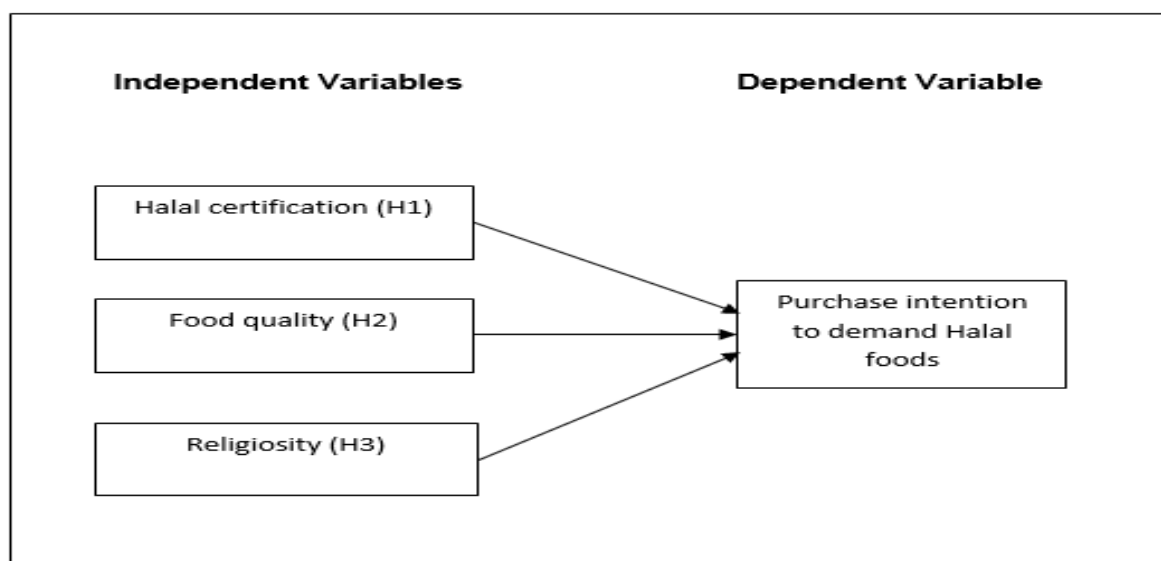 Independent Variables
Dependent Variable
Halal certification (H1)
Food quality (H2)
Religiosity (H3)
Purchase intention
to demand Halal
foods